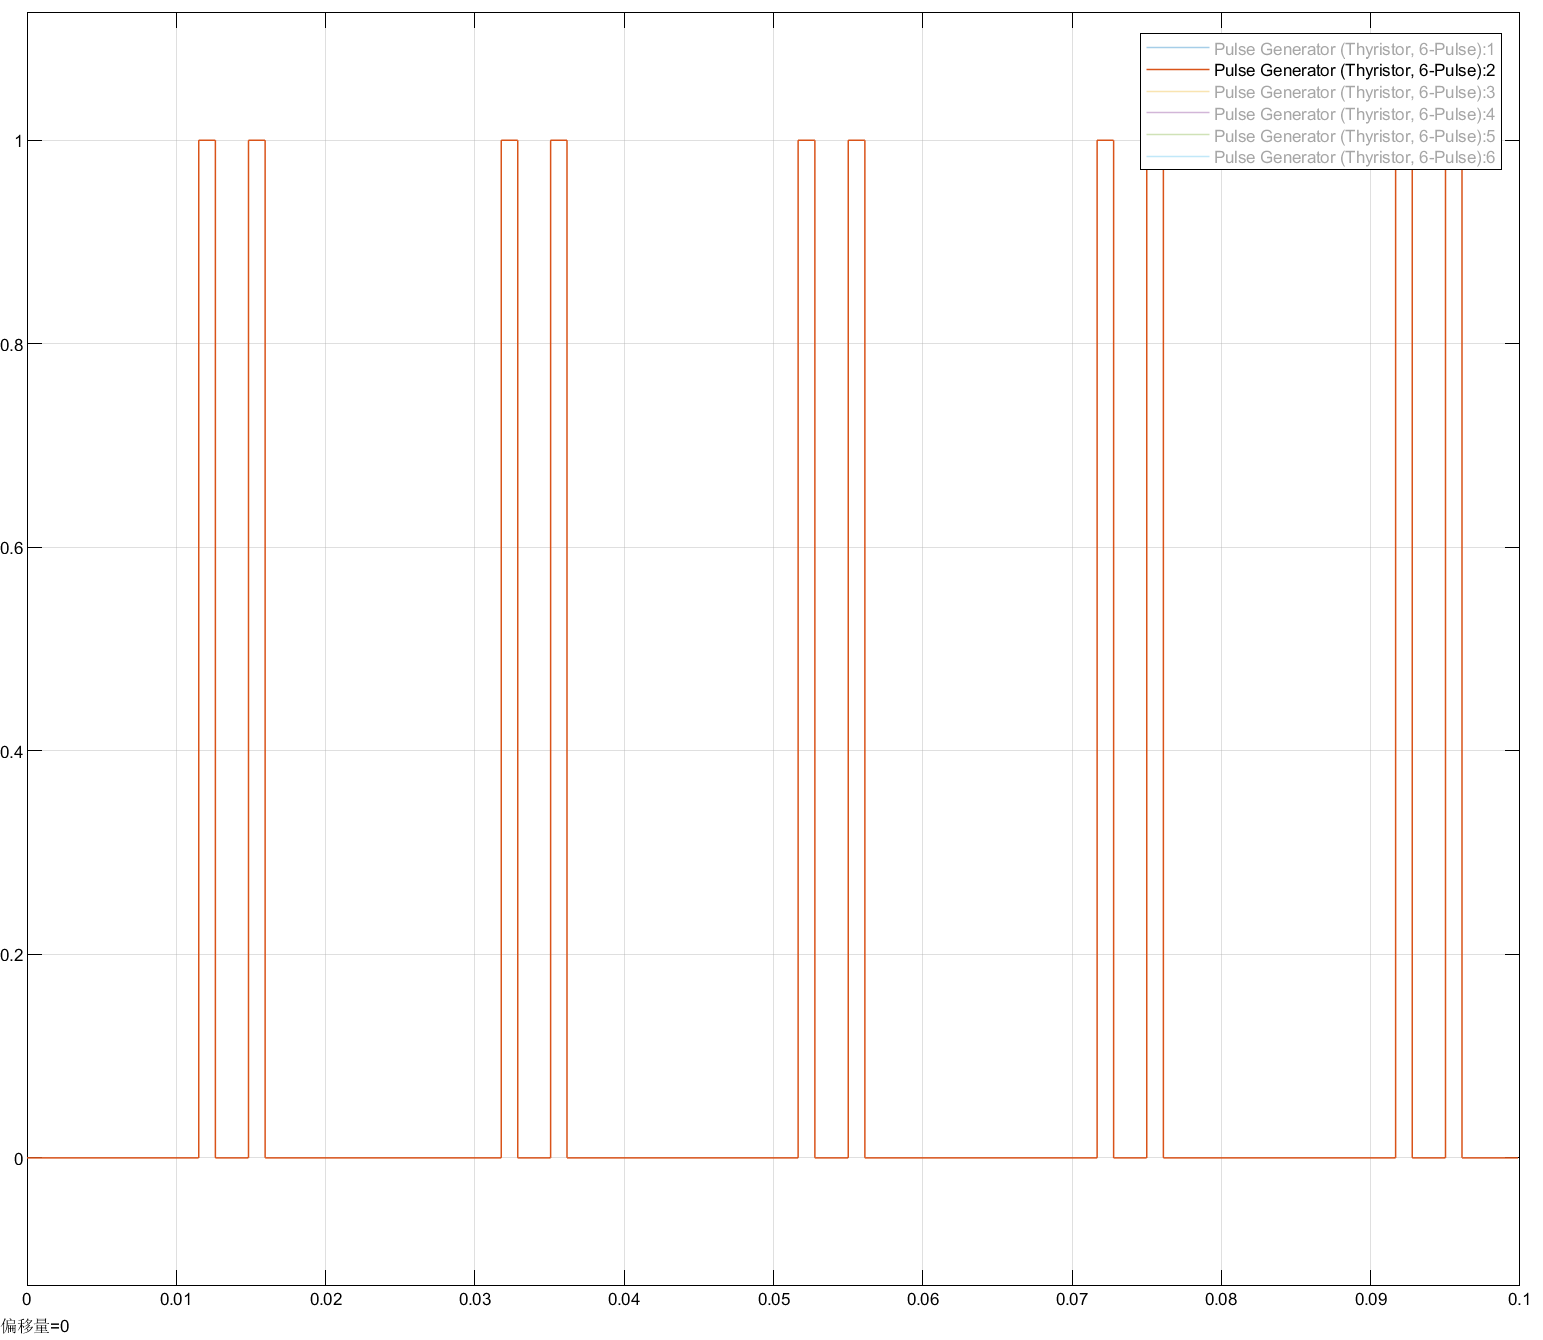 Pulse Generator (Thyristor, 6-Pulse):1
Pulse Generator (Thyristor, 6-Pulse):2
Pulse Generator (Thyristor, 6-Pulse):3
Pulse Generator (Thyristor, 6-Pulse):4
Pulse Generator (Thyristor, 6-Pulse):5
Pulse Generator (Thyristor, 6-Pulse):6
1
0.8
0.6
0.4
0.2
0
0 0.01 0.02 0.03 0.04 0.05 0.06 0.07 0.08 0.09 0.1
偏移量=0